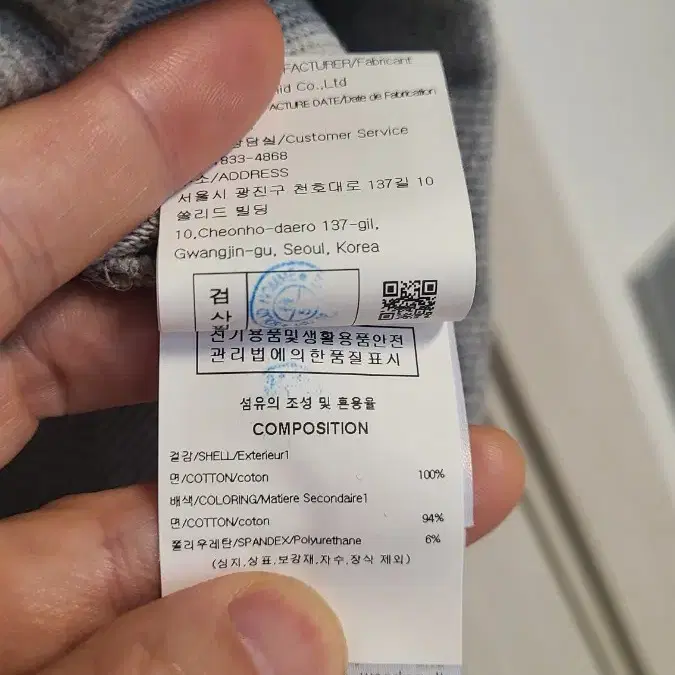 FACTURER/Fabricant
id Co.,Ltd
ACTURE DATE/Date de Fabrication
상담실/Customer Service
833-4868
소/ADDRESS
서울시 광진구 천호대로 137길 10
쏠리드 빌딩
10,Cheonho-daero 137-gil,
Gwangjin-gu, Seoul, Korea
검
사
HOMME
전기용품및생활용품안전
관리법에의한품질표시
섬유의 조성 및 혼용율
COMPOSITION
겉감/SHELL/Exterieur1
면/COTTON/coton 100%
배색/COLORING/Matiere Secondaire1
면/COTTON/coton 94%
폴리우레탄/SPANDEX/Polyurethane 6%
(심지,상표,보강재,자수,장식 제외)